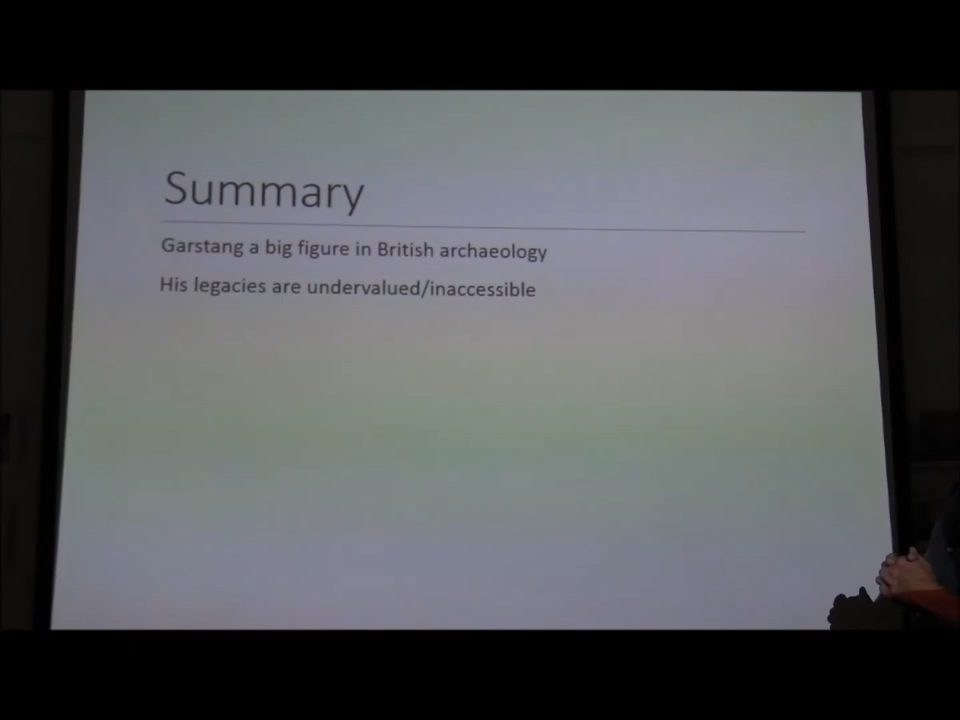 Summary
Garstang a big figure in British archaeology
His legacies are undervalued/inaccessible